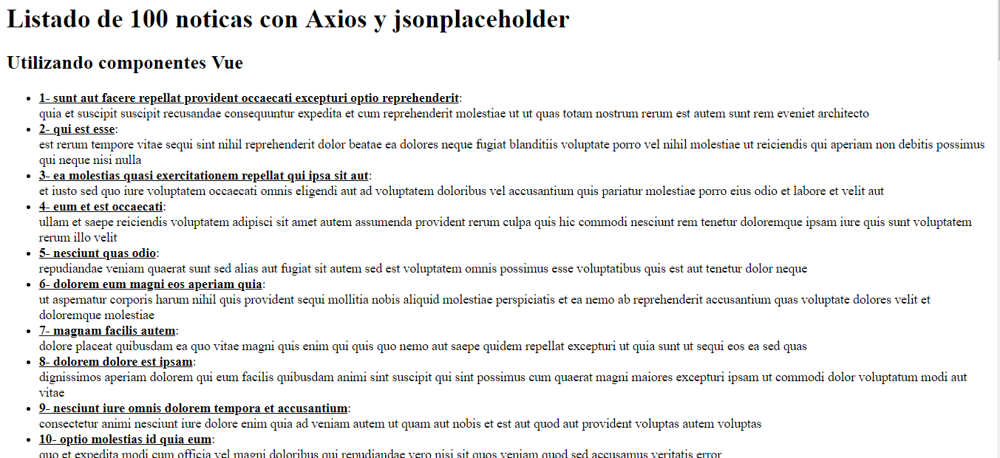 Listado de 100 noticas con Axios y jsonplaceholder
Utilizando componentes Vue
1- sunt aut facere repellat provident occaecati excepturi optio reprehenderit:
quia et suscipit suscipit recusandae consequuntur expedita et cum reprehenderit molestiae ut ut quas totam nostrum rerum est autem sunt rem eveniet architecto
2- qui est esse:
est rerum tempore vitae sequi sint nihil reprehenderit dolor beatae ea dolores neque fugiat blanditiis voluptate porro vel nihil molestiae ut reiciendis qui aperiam non debitis possimus
qui neque nisi nulla
3- ea molestias quasi exercitationem repellat qui ipsa sit aut:
et iusto sed quo iure voluptatem occaecati omnis eligendi aut ad voluptatem doloribus vel accusantium quis pariatur molestiae porro eius odio et labore et velit aut
4- eum et est occaecati:
ullam et saepe reiciendis voluptatem adipisci sit amet autem assumenda provident rerum culpa quis hic commodi nesciunt rem tenetur doloremque ipsam iure quis sunt voluptatem
rerum illo velit
5- nesciunt quas odio:
repudiandae veniam quaerat sunt sed alias aut fugiat sit autem sed est voluptatem omnis possimus esse voluptatibus quis est aut tenetur dolor neque
6- dolorem eum magni eos aperiam quia:
ut aspernatur corporis harum nihil quis provident sequi mollitia nobis aliquid molestiae perspiciatis et ea nemo ab reprehenderit accusantium quas voluptate dolores velit et
doloremque molestiae
7- magnam facilis autem:
dolore placeat quibusdam ea quo vitae magni quis enim qui quis quo nemo aut saepe quidem repellat excepturi ut quia sunt ut sequi eos ea sed quas
8- dolorem dolore est ipsam:
dignissimos aperiam dolorem qui eum facilis quibusdam animi sint suscipit qui sint possimus cum quaerat magni maiores excepturi ipsam ut commodi dolor voluptatum modi aut
vitae
9- nesciunt iure omnis dolorem tempora et accusantium:
consectetur animi nesciunt iure dolore enim quia ad veniam autem ut quam aut nobis et est aut quod aut provident voluptas autem voluptas
10- optio molestias id quia eum:
quo et expedita modi cum officia vel magni doloribus qui repudiandae vero nisi sit quos veniam quod sed accusamus veritatis error